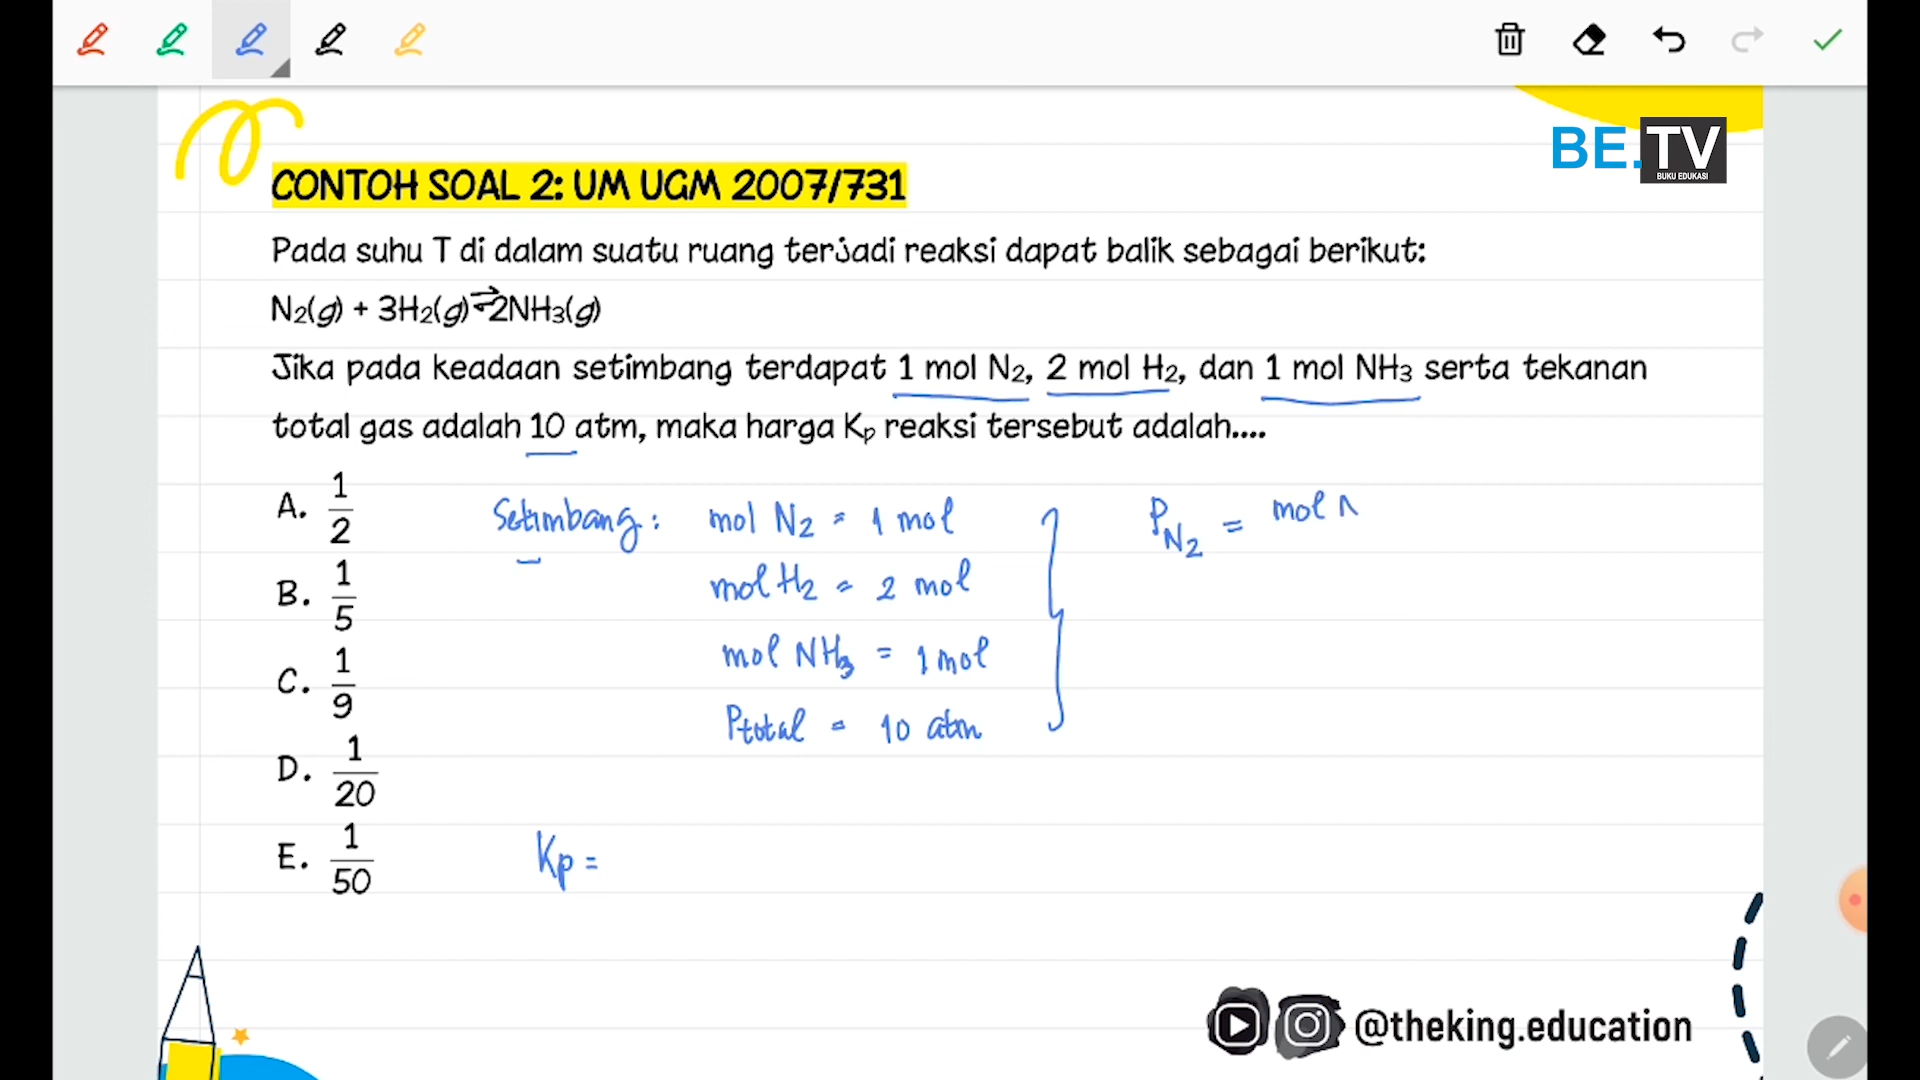 BE.TV
BUKU EDUKASI
CONTOH SOAL 2: UM UGM 2007/731
Pada suhu T di dalam suatu ruang terjadi reaksi dapat balik sebagai berikut:
N₂(g) + 3H₂(g)⇌2NH₃(g)
Jika pada keadaan setimbang terdapat 1 mol N₂, 2 mol H₂, dan 1 mol NH₃ serta tekanan
total gas adalah 10 atm, maka harga Kₚ reaksi tersebut adalah....
A. 1/2
B. 1/5
C. 1/9
D. 1/20
E. 1/50
Setimbang : mol N₂ = 1 mol
mol H₂ = 2 mol
mol NH₃ = 1 mol
Ptotal = 10 atm
P N₂ = mol
Kp =
@theking.education